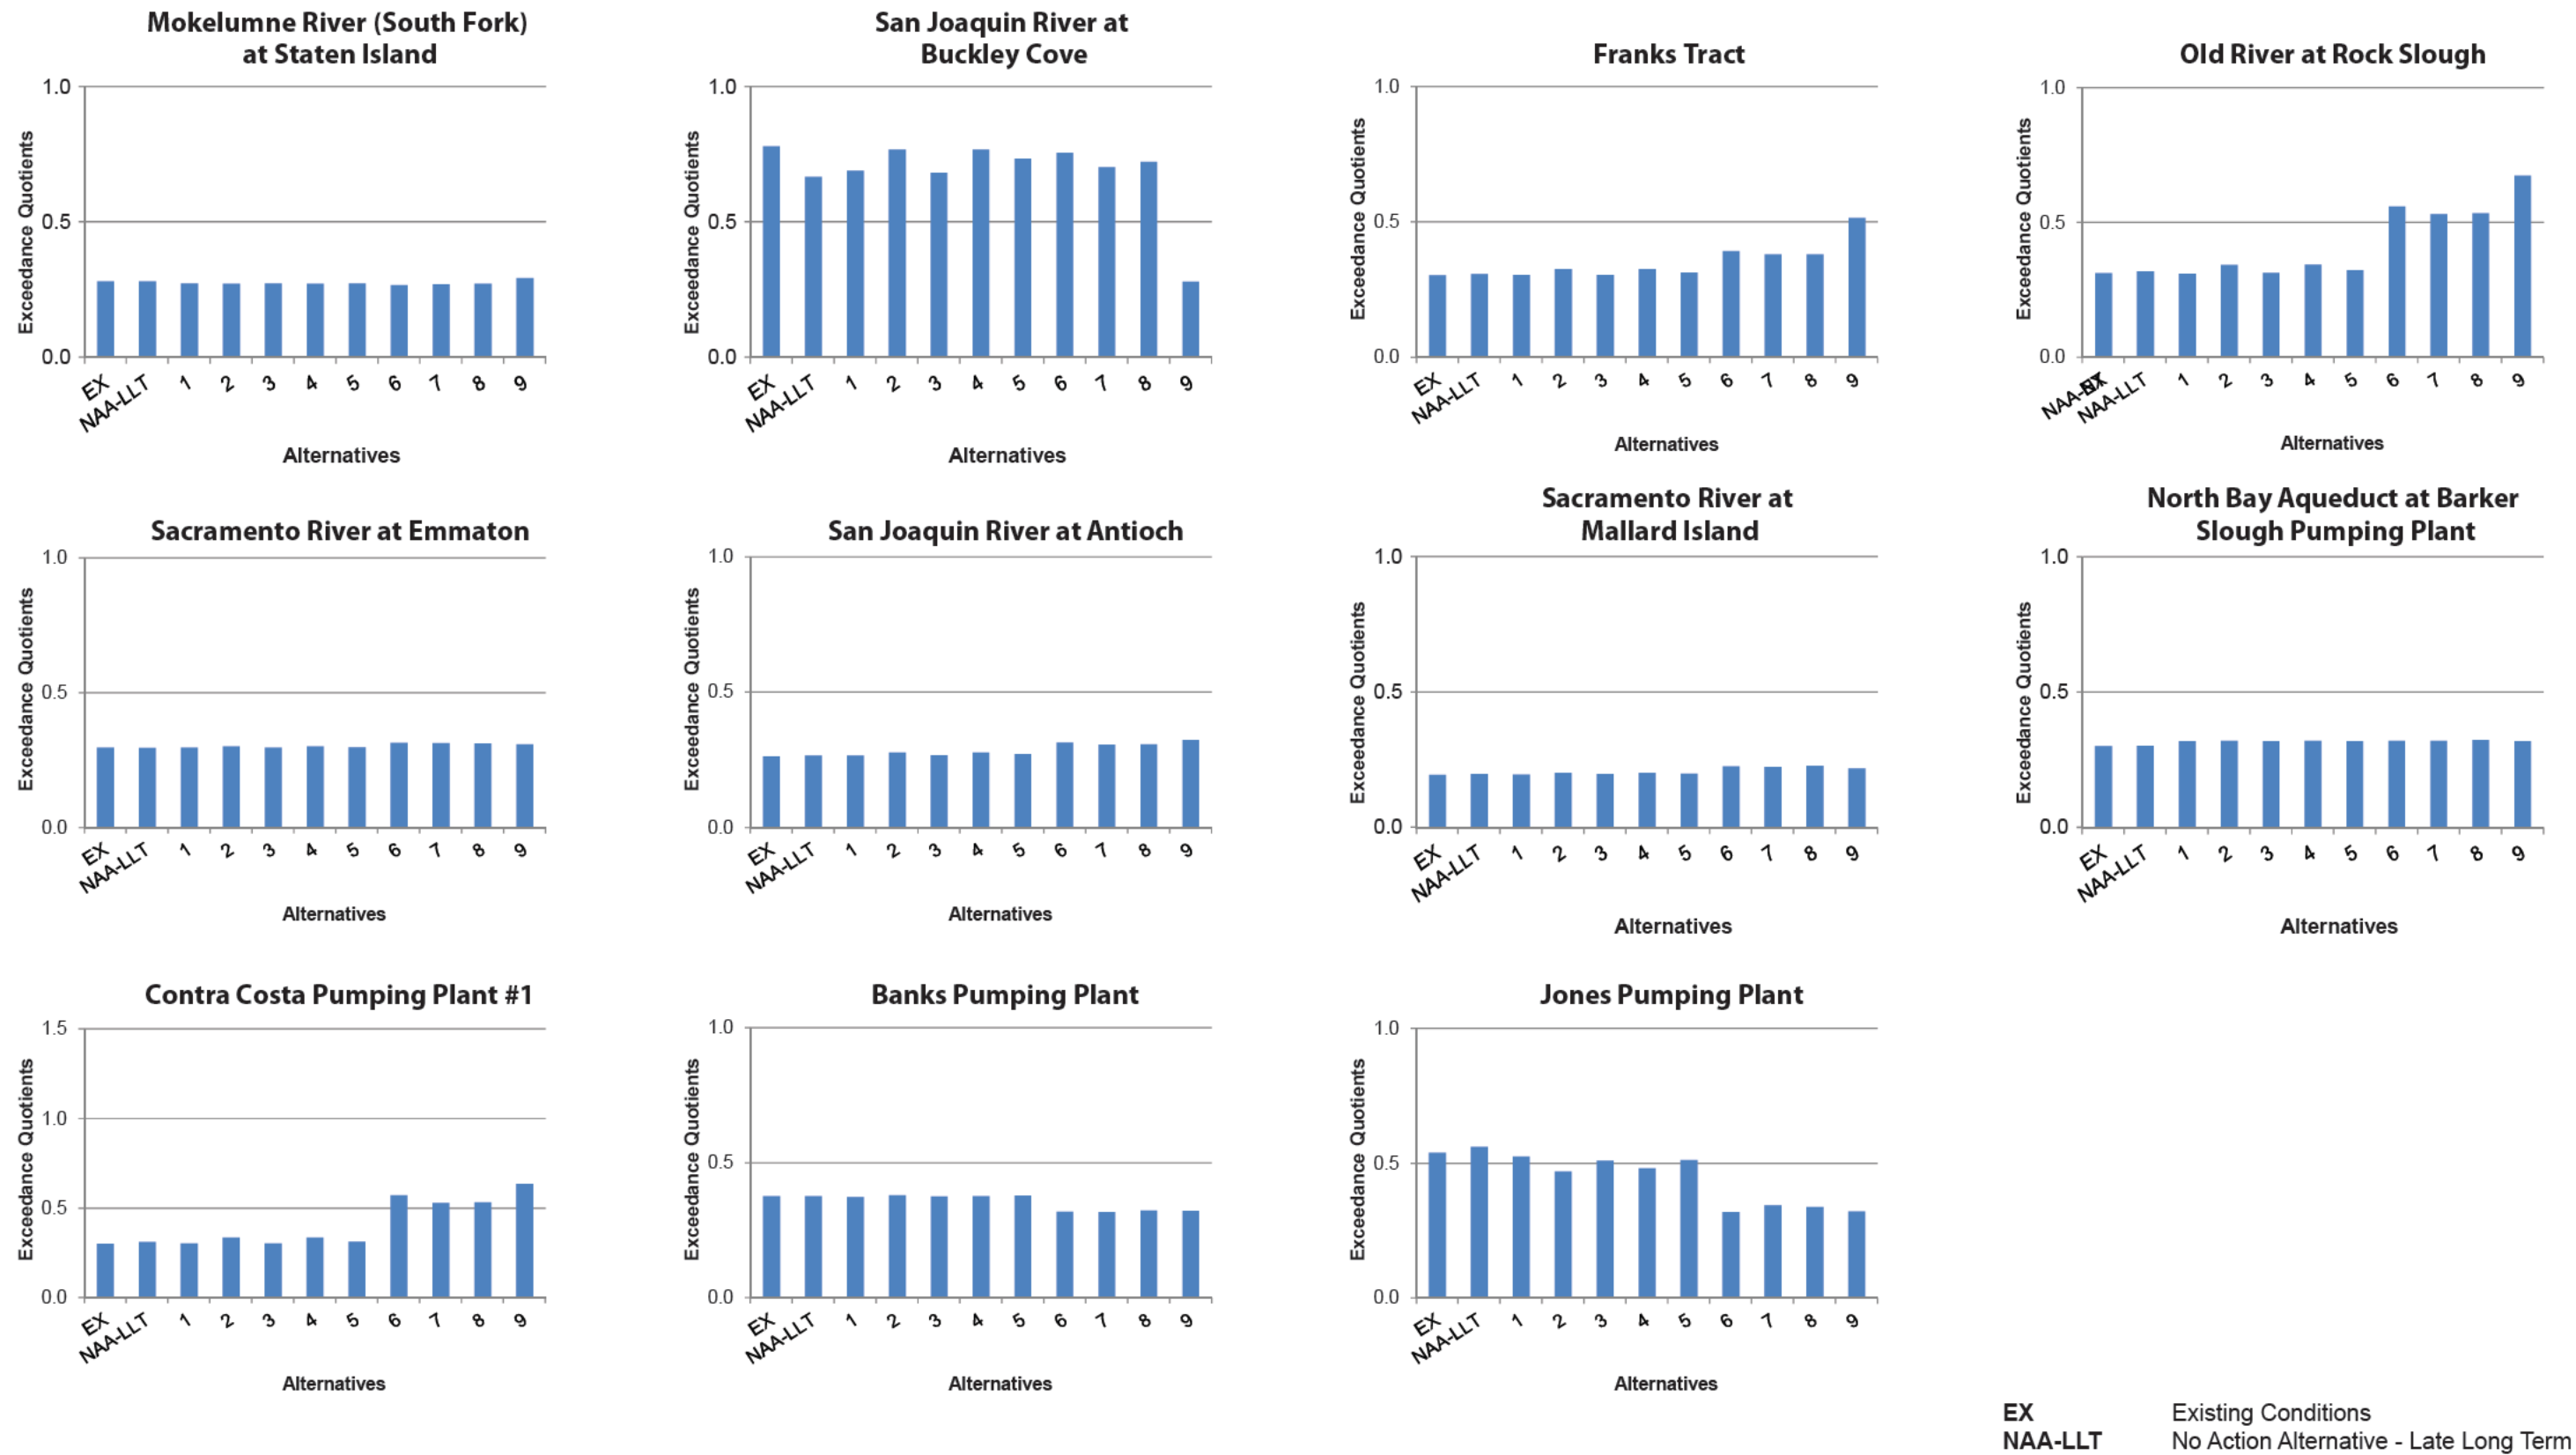 Mokelumne River (South Fork)
at Staten Island
1.0
0.5
0.0
Exceedance Quotients
EX
NAA-LLT
1
2
3
4
5
6
7
8
9
Alternatives
San Joaquin River at
Buckley Cove
1.0
0.5
0.0
Exceedance Quotients
EX
NAA-LLT
1
2
3
4
5
6
7
8
9
Alternatives
Franks Tract
1.0
0.5
0.0
Exceedance Quotients
EX
NAA-LLT
1
2
3
4
5
6
7
8
9
Alternatives
Old River at Rock Slough
1.0
0.5
0.0
Exceedance Quotients
EX
NAA-LLT
1
2
3
4
5
6
7
8
9
Alternatives
Sacramento River at Emmaton
1.0
0.5
0.0
Exceedance Quotients
EX
NAA-LLT
1
2
3
4
5
6
7
8
9
Alternatives
San Joaquin River at Antioch
1.0
0.5
0.0
Exceedance Quotients
EX
NAA-LLT
1
2
3
4
5
6
7
8
9
Alternatives
Sacramento River at
Mallard Island
1.0
0.5
0.0
Exceedance Quotients
EX
NAA-LLT
1
2
3
4
5
6
7
8
9
Alternatives
North Bay Aqueduct at Barker
Slough Pumping Plant
1.0
0.5
0.0
Exceedance Quotients
EX
NAA-LLT
1
2
3
4
5
6
7
8
9
Alternatives
Contra Costa Pumping Plant #1
1.5
1.0
0.5
0.0
Exceedance Quotients
EX
NAA-LLT
1
2
3
4
5
6
7
8
9
Alternatives
Banks Pumping Plant
1.0
0.5
0.0
Exceedance Quotients
EX
NAA-LLT
1
2
3
4
5
6
7
8
9
Alternatives
Jones Pumping Plant
1.0
0.5
0.0
Exceedance Quotients
EX
NAA-LLT
1
2
3
4
5
6
7
8
9
Alternatives
EX Existing Conditions
NAA-LLT No Action Alternative - Late Long Term